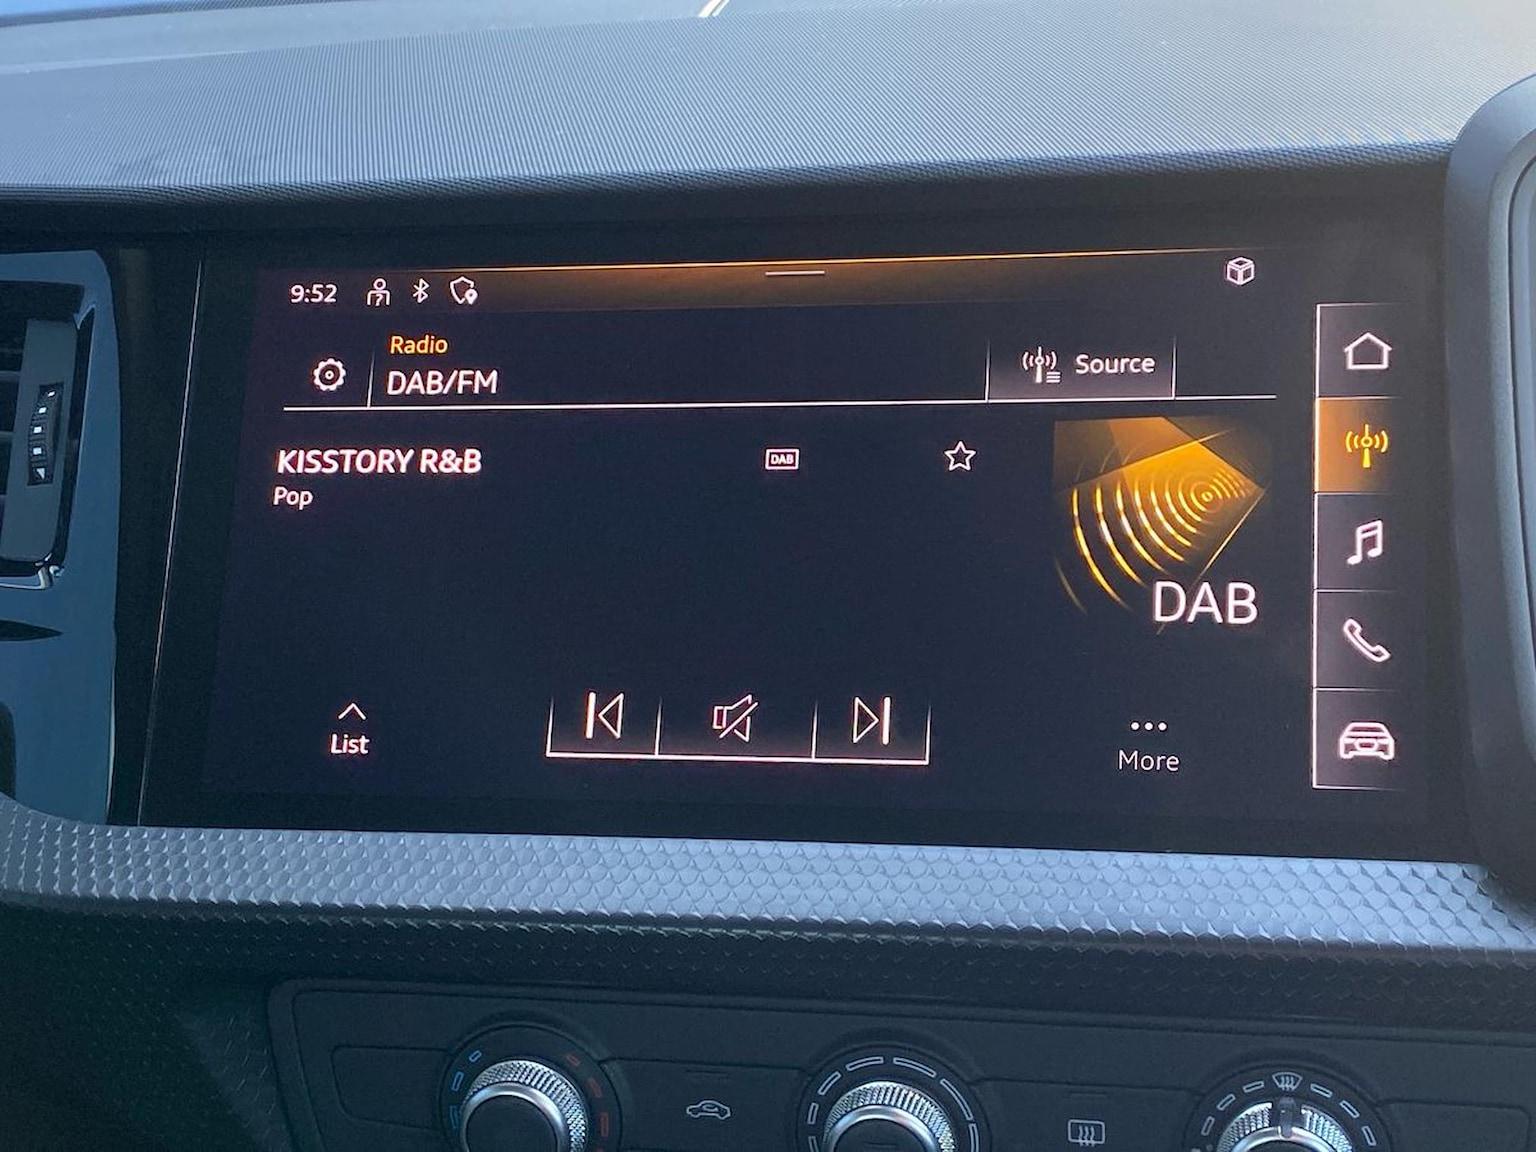 9:52
Radio
DAB/FM
Source
KISSTORY R&B
DAB
Pop
DAB
List
More